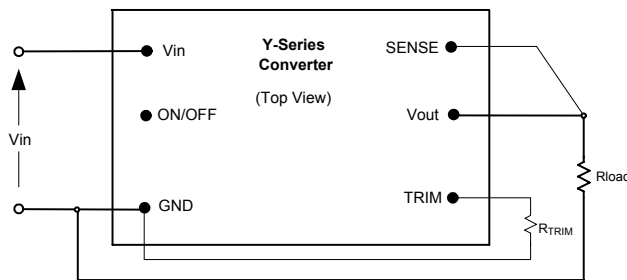 Vin
Y-Series
Converter
(Top View)
SENSE
ON/OFF
Vout
Vin
Rload
GND
TRIM
RTRIM